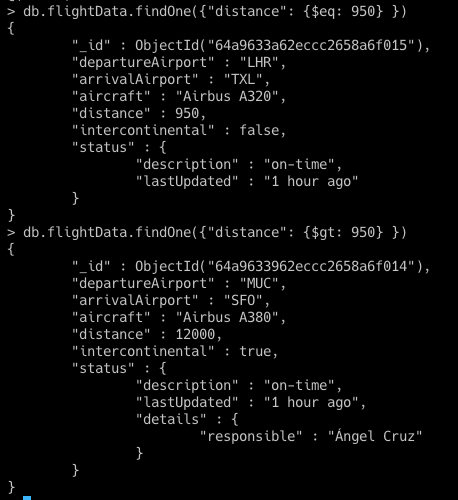 > db.flightData.findOne({"distance": {$eq: 950} })
{
        "_id" : ObjectId("64a9633a62eccc2658a6f015"),
        "departureAirport" : "LHR",
        "arrivalAirport" : "TXL",
        "aircraft" : "Airbus A320",
        "distance" : 950,
        "intercontinental" : false,
        "status" : {
                "description" : "on-time",
                "lastUpdated" : "1 hour ago"
        }
}
> db.flightData.findOne({"distance": {$gt: 950} })
{
        "_id" : ObjectId("64a9633962eccc2658a6f014"),
        "departureAirport" : "MUC",
        "arrivalAirport" : "SFO",
        "aircraft" : "Airbus A380",
        "distance" : 12000,
        "intercontinental" : true,
        "status" : {
                "description" : "on-time",
                "lastUpdated" : "1 hour ago",
                "details" : {
                        "responsible" : "Ángel Cruz"
                }
        }
}